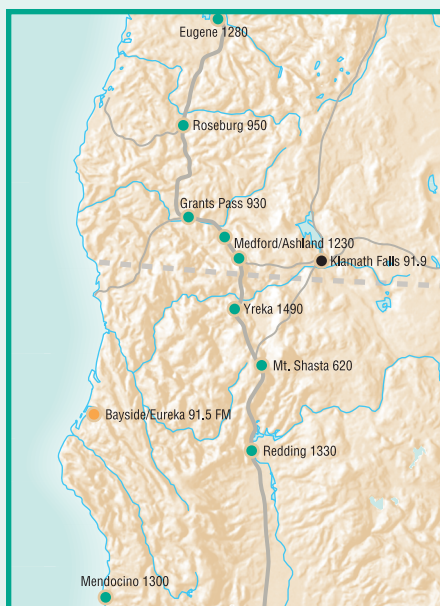 Eugene 1280
Roseburg 950
Grants Pass 930
Medford/Ashland 1230
Klamath Falls 91.9
Yreka 1490
Mt. Shasta 620
Bayside/Eureka 91.5 FM
Redding 1330
Mendocino 1300